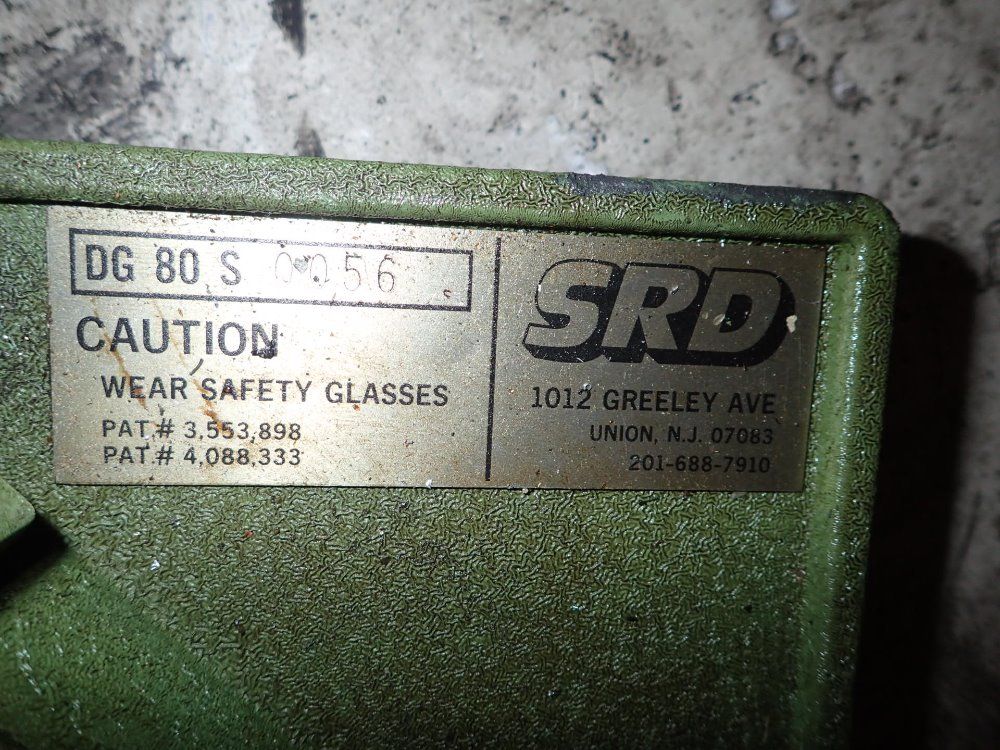 DG 80 S 0056
CAUTION
WEAR SAFETY GLASSES
PAT.# 3,553,898
PAT.# 4,088,333
SRD
1012 GREELEY AVE
UNION, N.J. 07083
201-688-7910